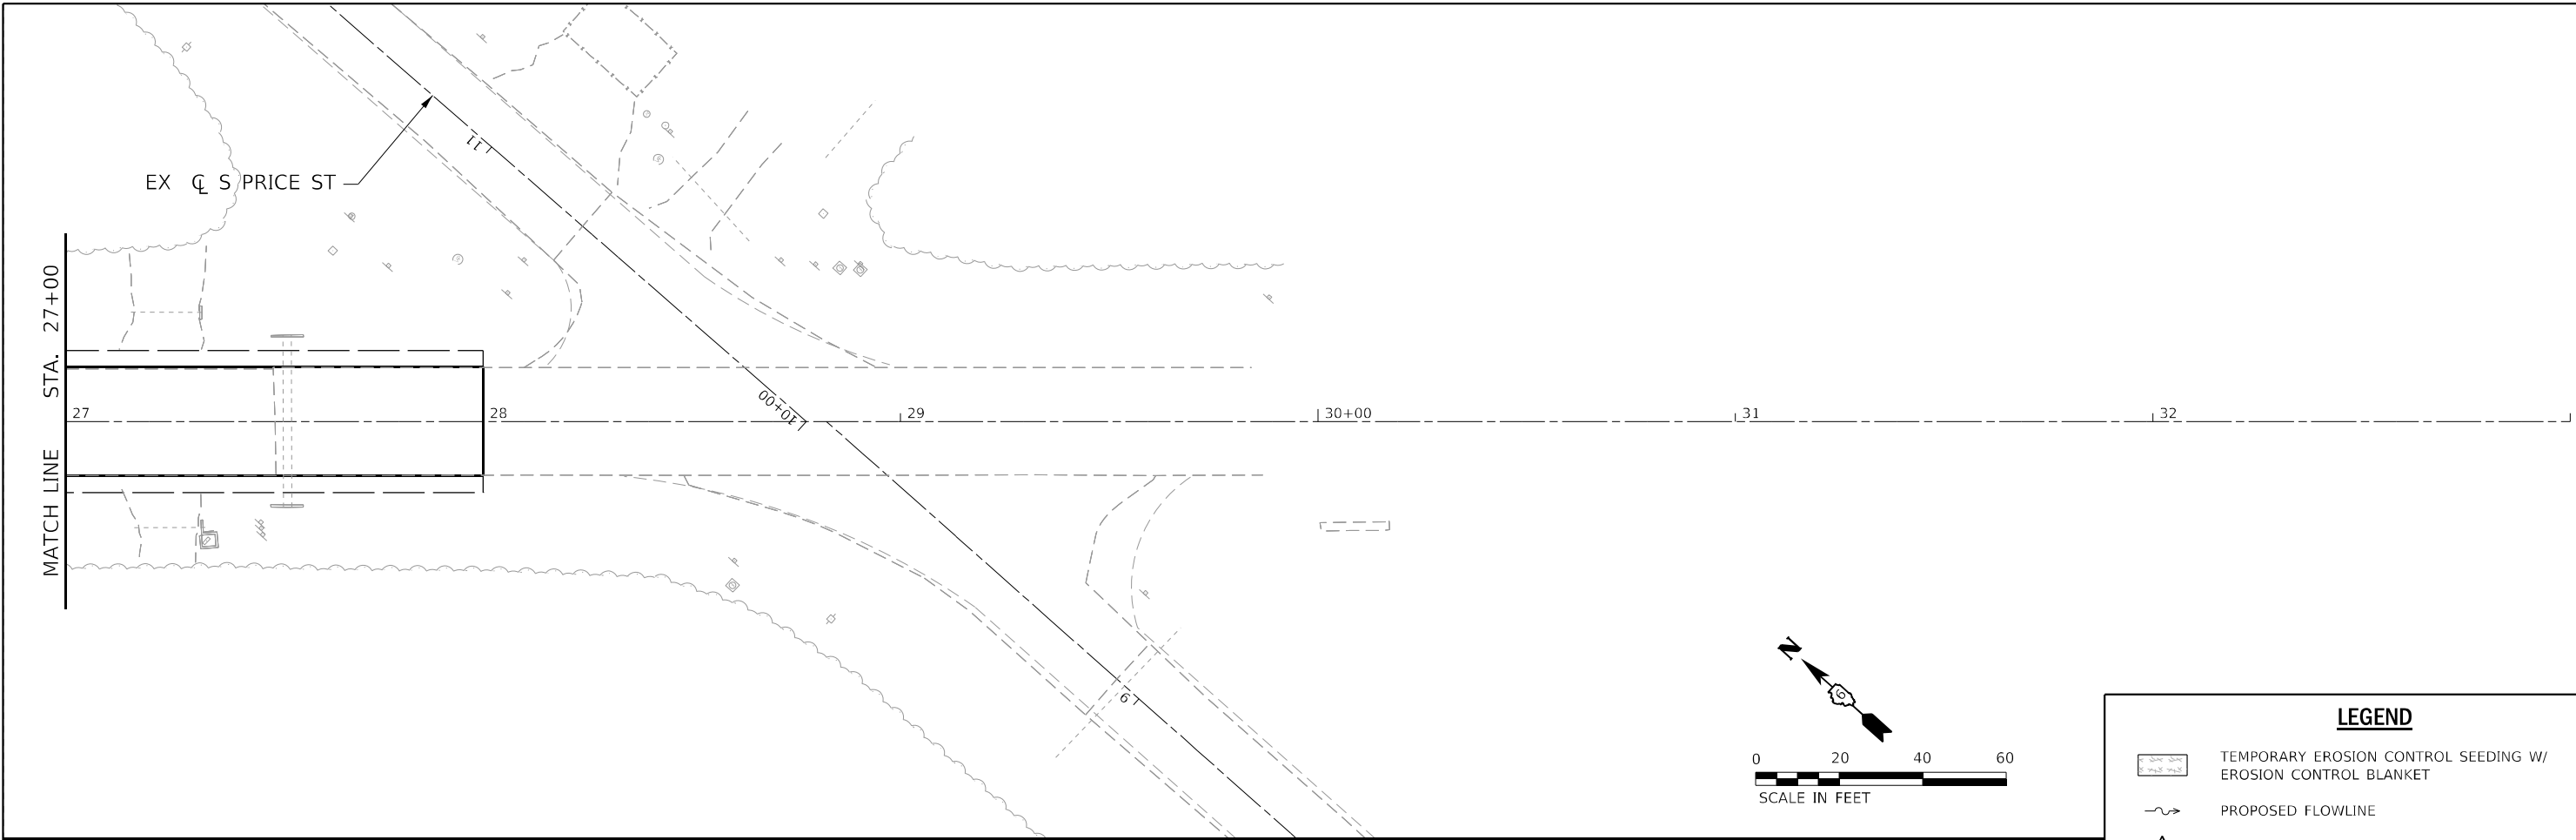 EX ℄ S PRICE ST
11
MATCH LINE STA. 27+00
27
28
10+00
29
30+00
31
32
9
N
0 20 40 60
SCALE IN FEET
LEGEND
TEMPORARY EROSION CONTROL SEEDING W/
EROSION CONTROL BLANKET
PROPOSED FLOWLINE